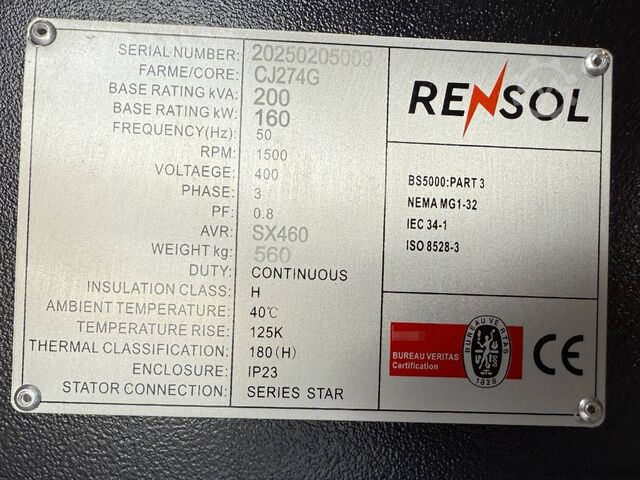 SERIAL NUMBER: 20250205009
FARME/CORE: CJ274G
BASE RATING kVA: 200
BASE RATING kW: 160
FREQUENCY(Hz): 50
RPM: 1500
VOLTAEGE: 400
PHASE: 3
PF: 0.8
AVR: SX460
WEIGHT kg: 560
DUTY: CONTINUOUS
INSULATION CLASS: H
AMBIENT TEMPERATURE: 40℃
TEMPERATURE RISE: 125K
THERMAL CLASSIFICATION: 180(H)
ENCLOSURE: IP23
STATOR CONNECTION: SERIES STAR
RENSOL
BS5000:PART 3
NEMA MG1-32
IEC 34-1
ISO 8528-3
BUREAU VERITAS
Certification
BUREAU VERITAS
1828
CE